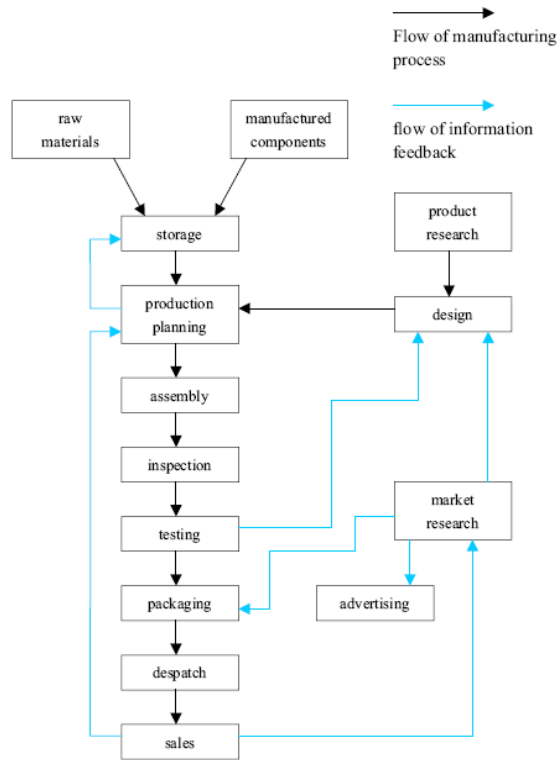 Flow of manufacturing
process
flow of information
feedback
raw
materials
manufactured
components
storage
product
research
production
planning
design
assembly
inspection
testing
market
research
packaging
advertising
despatch
sales